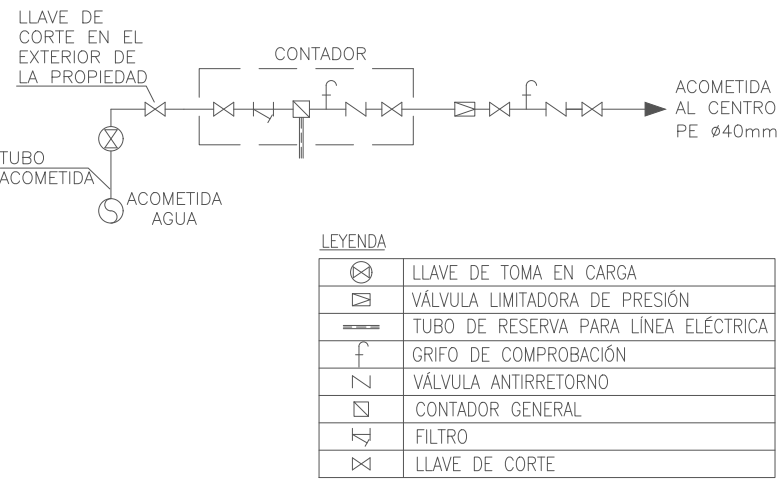 LLAVE DE
CORTE EN EL
EXTERIOR DE
LA PROPIEDAD
CONTADOR
ACOMETIDA
AL CENTRO
PE Ø40mm
TUBO
ACOMETIDA
ACOMETIDA
AGUA
LEYENDA
LLAVE DE TOMA EN CARGA
VÁLVULA LIMITADORA DE PRESIÓN
TUBO DE RESERVA PARA LÍNEA ELÉCTRICA
GRIFO DE COMPROBACIÓN
VÁLVULA ANTIRRETORNO
CONTADOR GENERAL
FILTRO
LLAVE DE CORTE